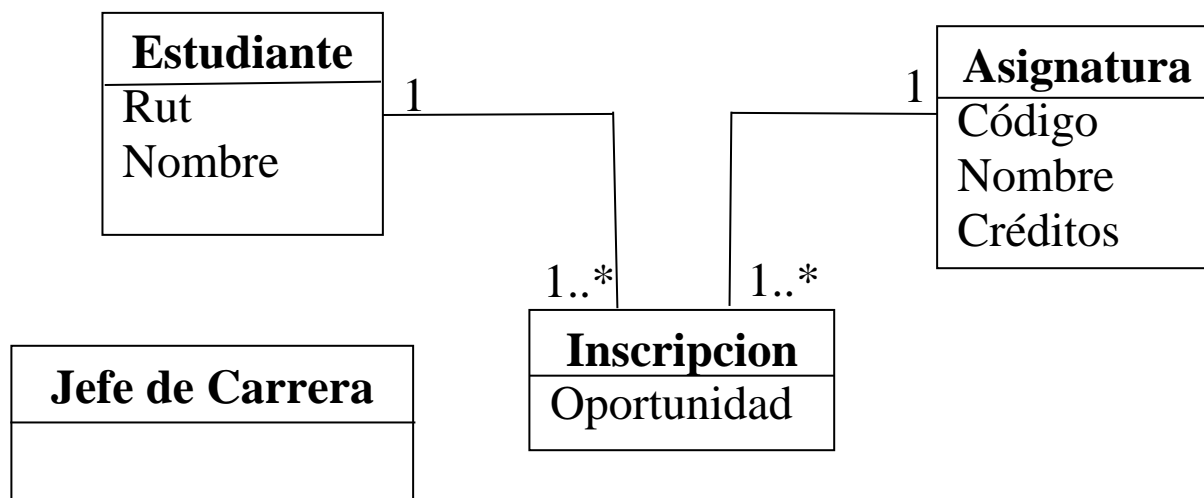 Estudiante
Rut
Nombre
1
1..*
Asignatura
Código
Nombre
Créditos
1
1..*
Inscripcion
Oportunidad
Jefe de Carrera